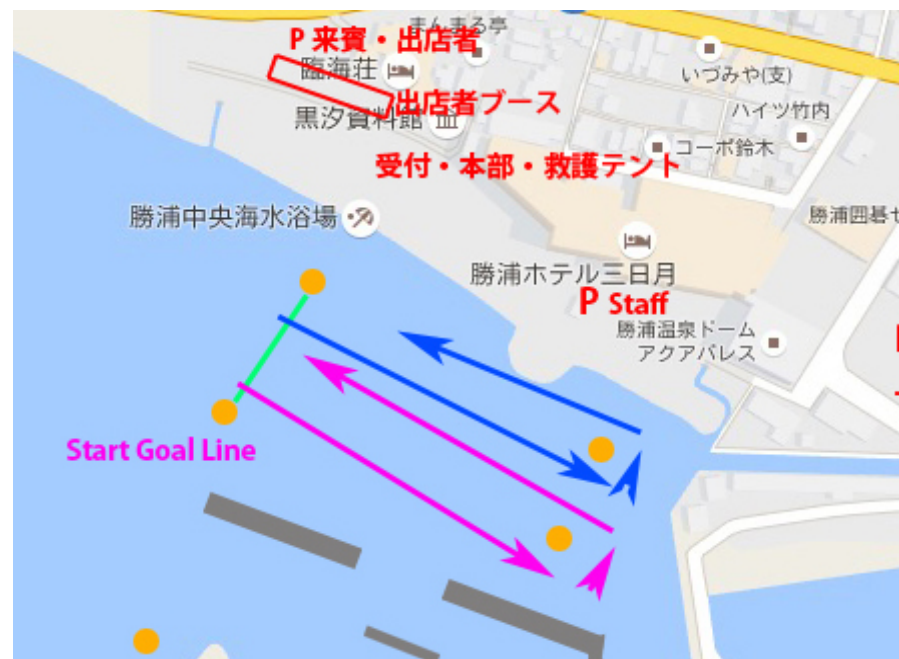 まんまる亭
P 来賓・出店者
臨海荘
いづみや(支)
出店者ブース
黒汐資料館
ハイツ竹内
コーポ鈴木
受付・本部・救護テント
勝浦中央海水浴場
勝浦囲碁セ
勝浦ホテル三日月
P Staff
勝浦温泉ドーム
アクアパレス
Start Goal Line